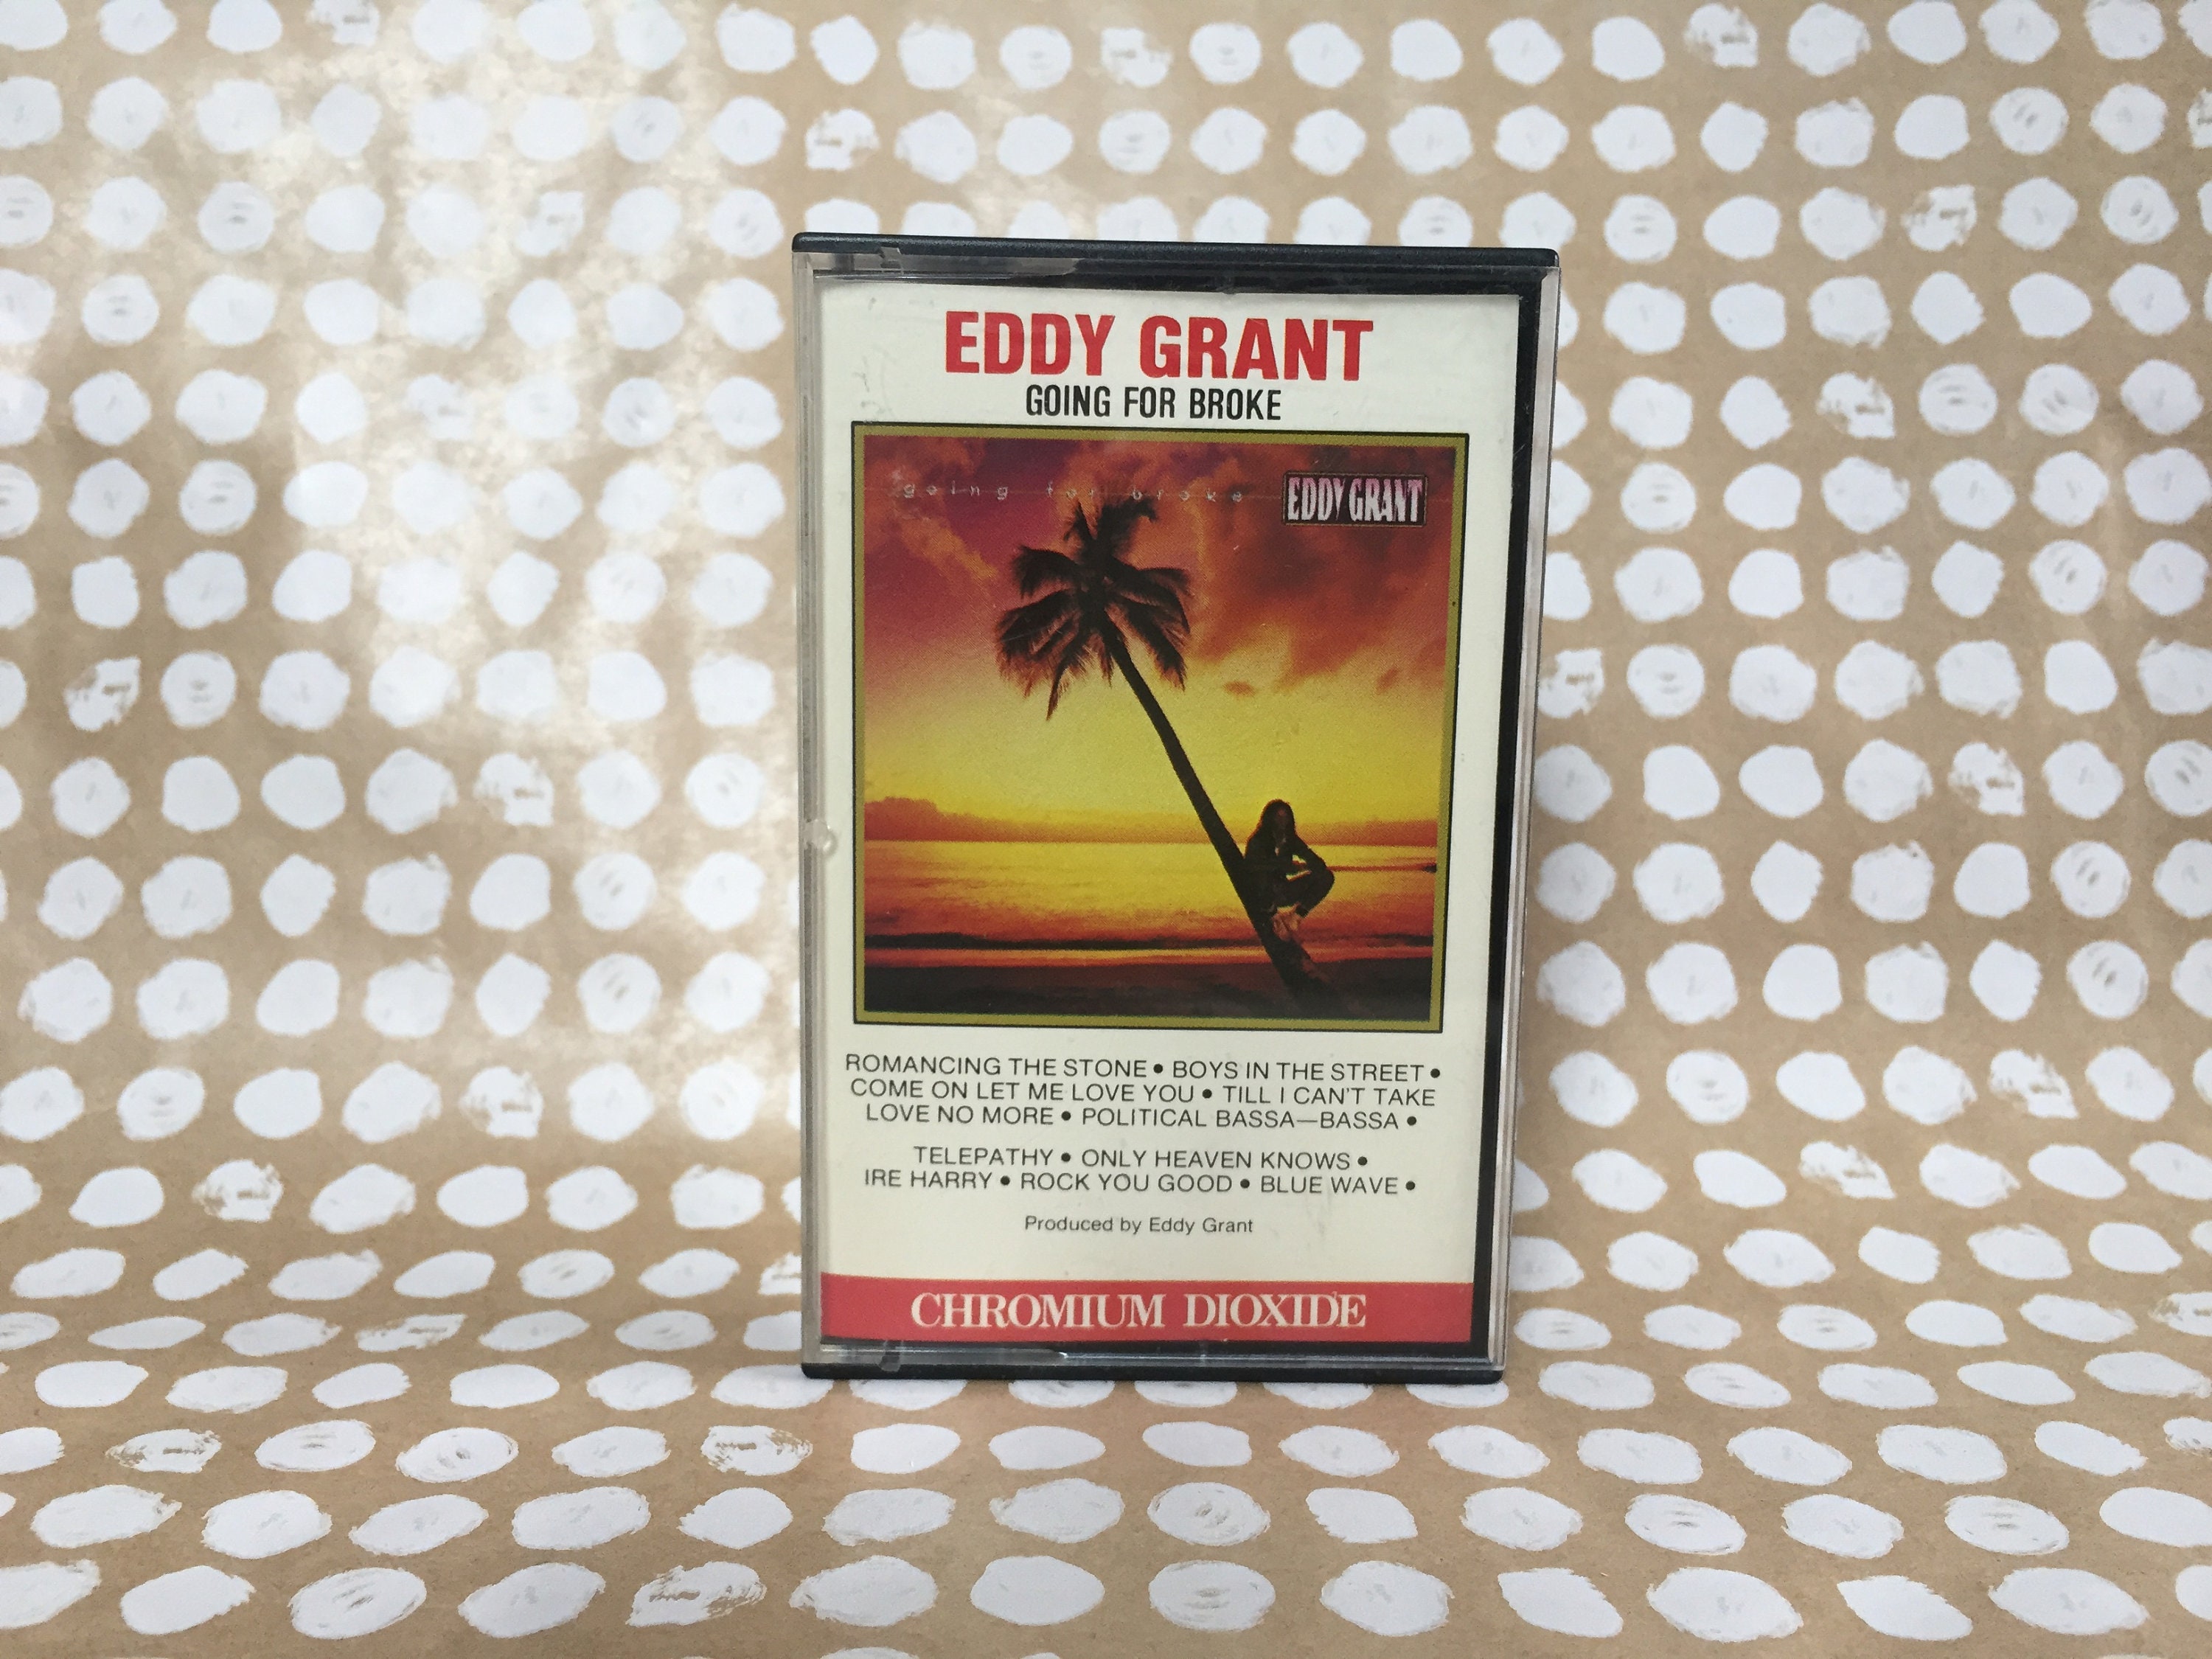 EDDY GRANT
GOING FOR BROKE
going for broke EDDY GRANT
ROMANCING THE STONE • BOYS IN THE STREET •
COME ON LET ME LOVE YOU • TILL I CAN'T TAKE
LOVE NO MORE • POLITICAL BASSA—BASSA •
TELEPATHY • ONLY HEAVEN KNOWS •
IRE HARRY • ROCK YOU GOOD • BLUE WAVE •
Produced by Eddy Grant
CHROMIUM DIOXIDE